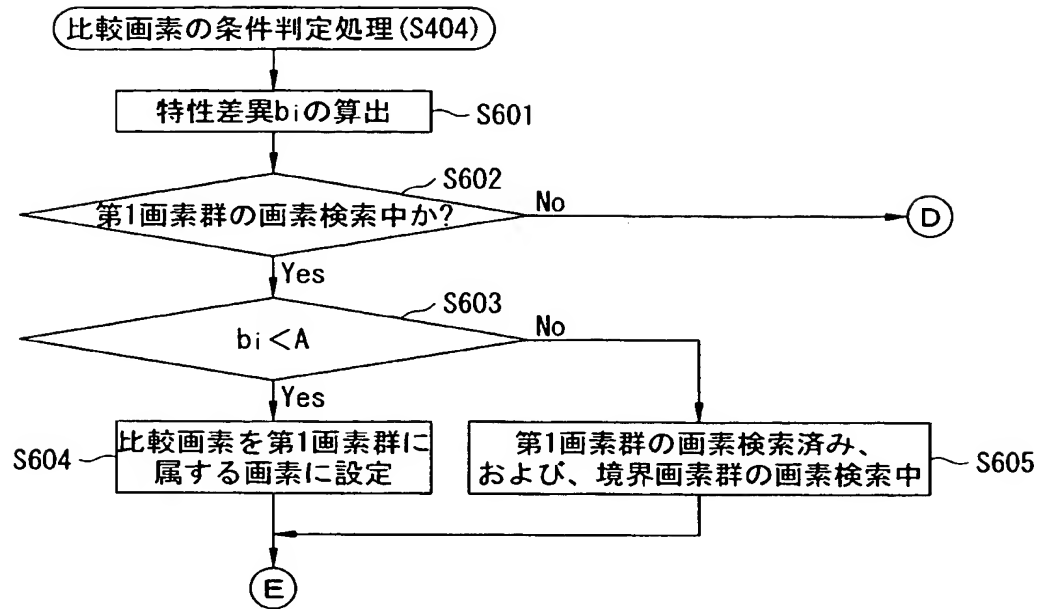 比較画素の条件判定処理(S404)
特性差異biの算出
S601
S602
第1画素群の画素検索中か?
No
D
Yes
S603
bi<A
No
Yes
S604
比較画素を第1画素群に
属する画素に設定
第1画素群の画素検索済み、
および、境界画素群の画素検索中
S605
E